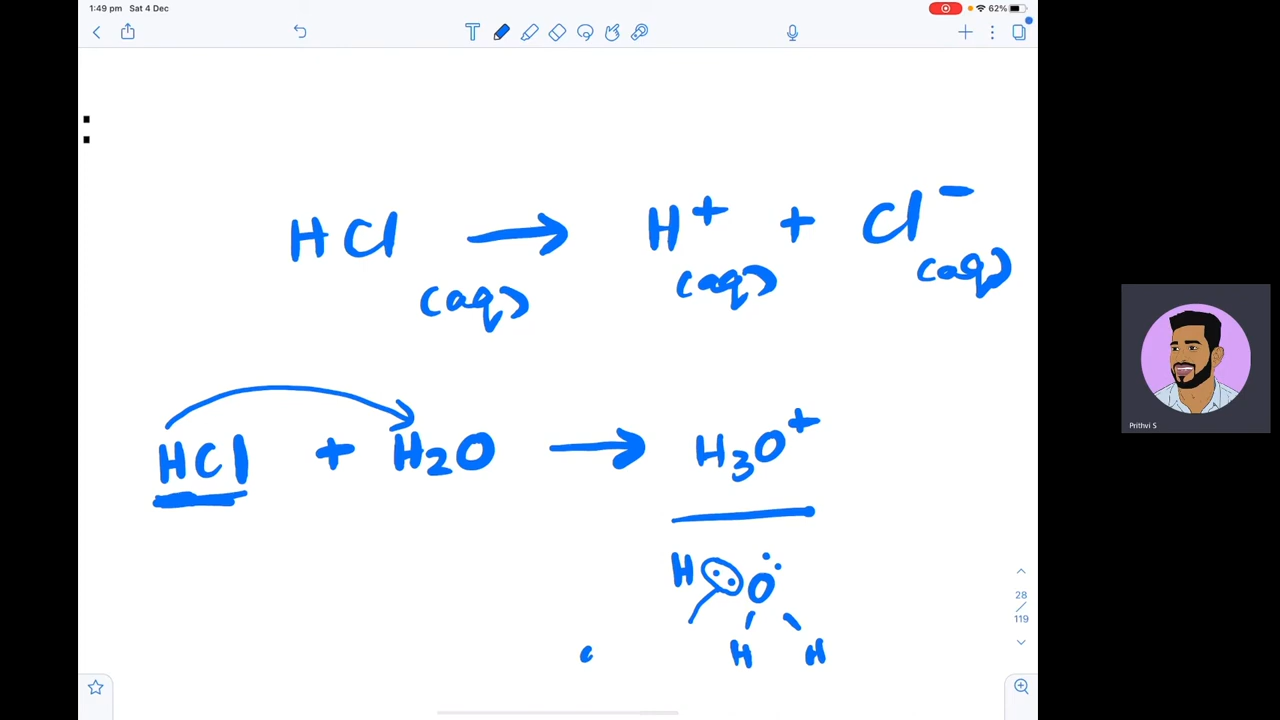 1:49 pm Sat 4 Dec
62%
T
:
HCl (aq) → H⁺ (aq) + Cl⁻ (aq)
HCl + H₂O → H₃O⁺
H : O :
H H
28
/
119
Prithvi S